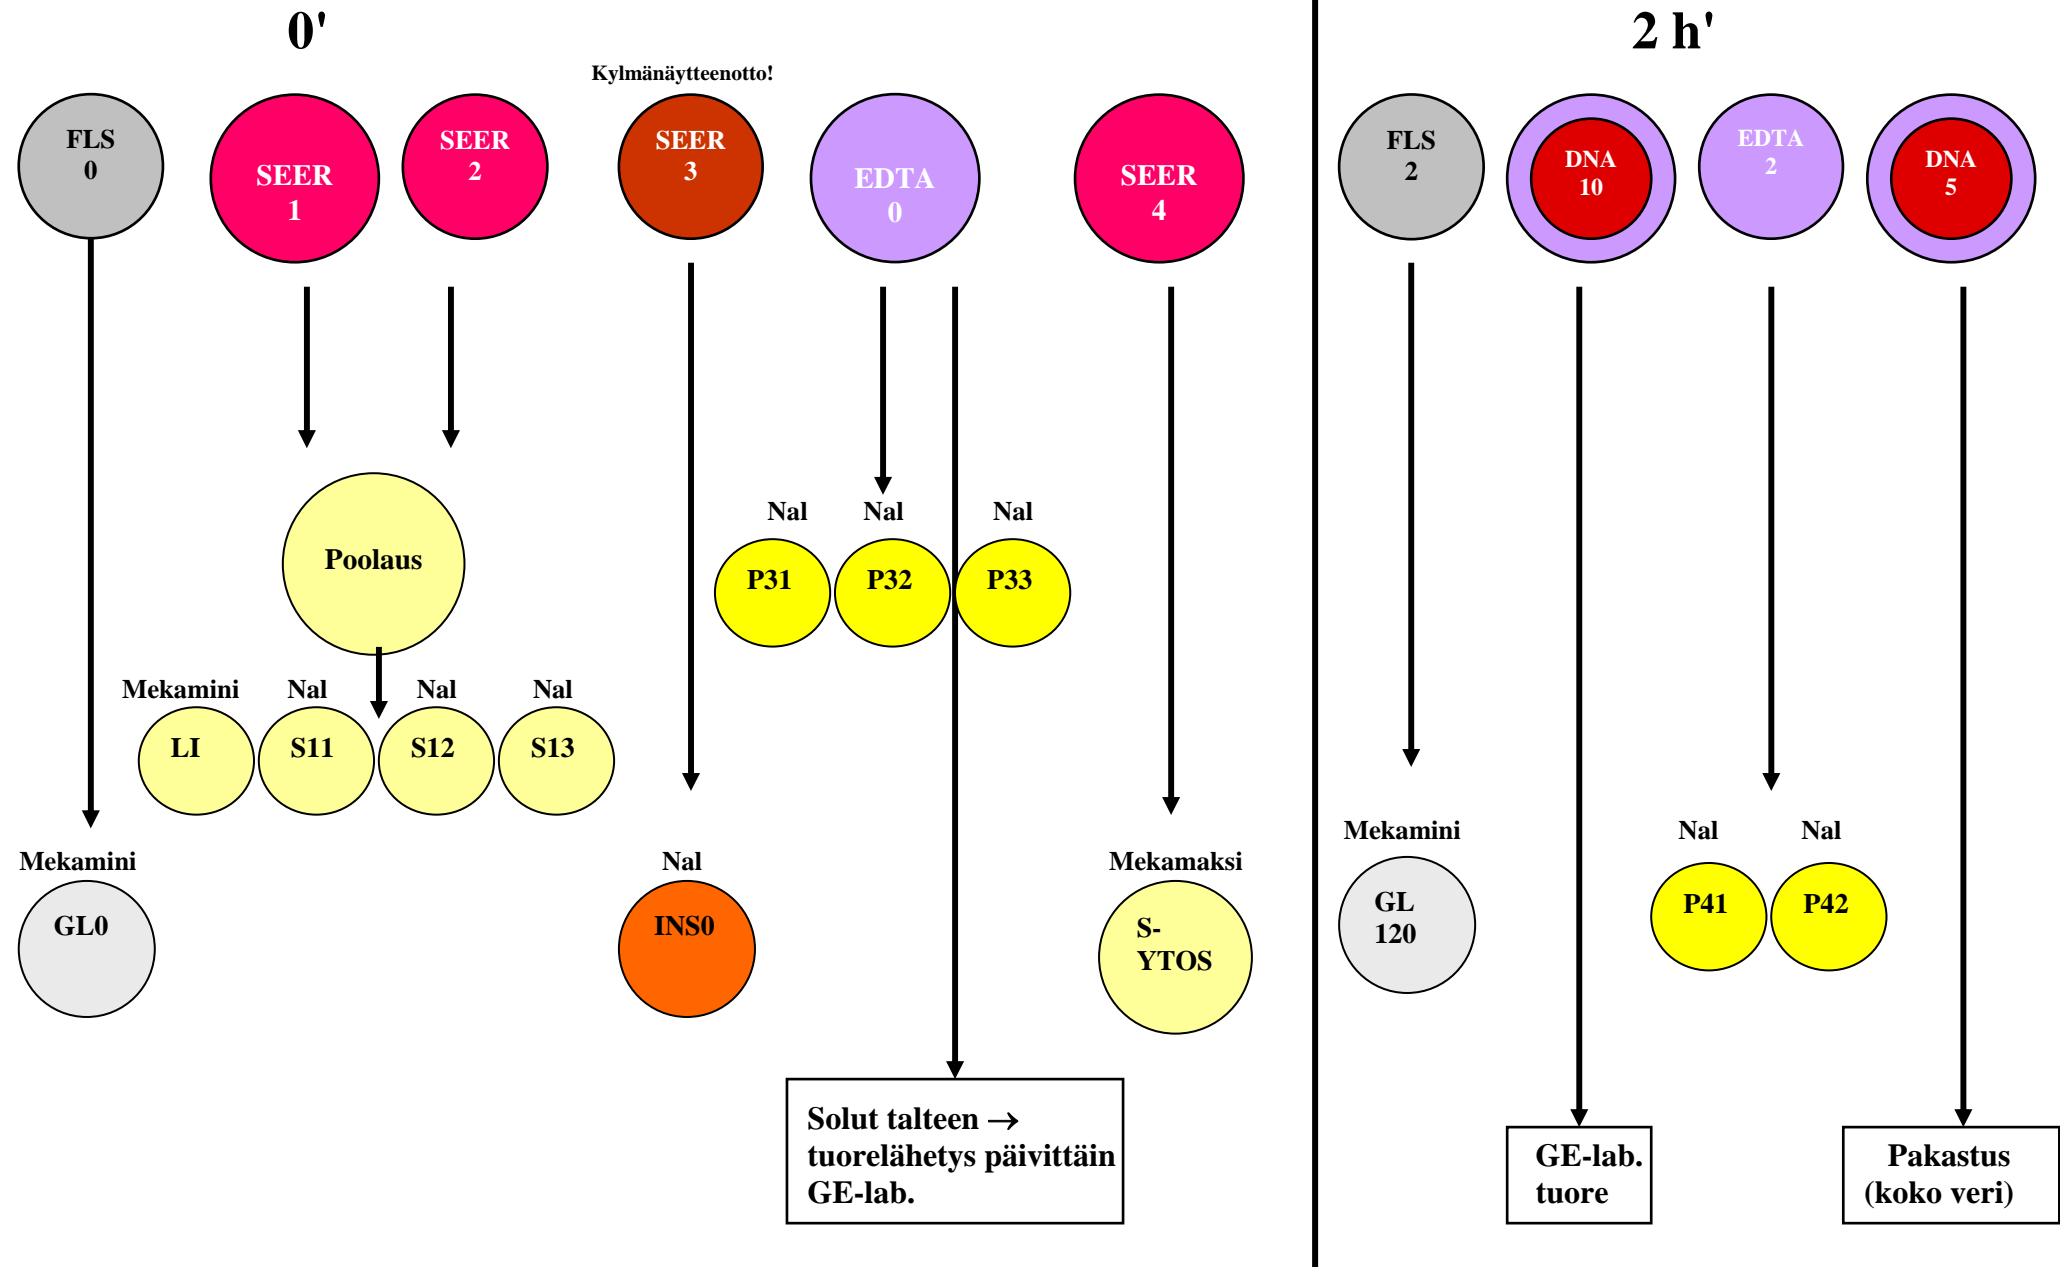 0'
2 h'
Kylmänäytteenotto!
FLS
0
SEER
1
SEER
2
SEER
3
EDTA
0
SEER
4
FLS
2
DNA
10
EDTA
2
DNA
5
Nal
Nal
Nal
Poolaus
P31
P32
P33
Mekamini
Nal
Nal
Nal
LI
S11
S12
S13
Mekamini
GL0
Nal
INS0
Mekamaksi
S-
YTOS
Mekamini
GL
120
Nal
Nal
P41
P42
Solut talteen →
tuorelähetys päivittäin
GE-lab.
GE-lab.
tuore
Pakastus
(koko veri)